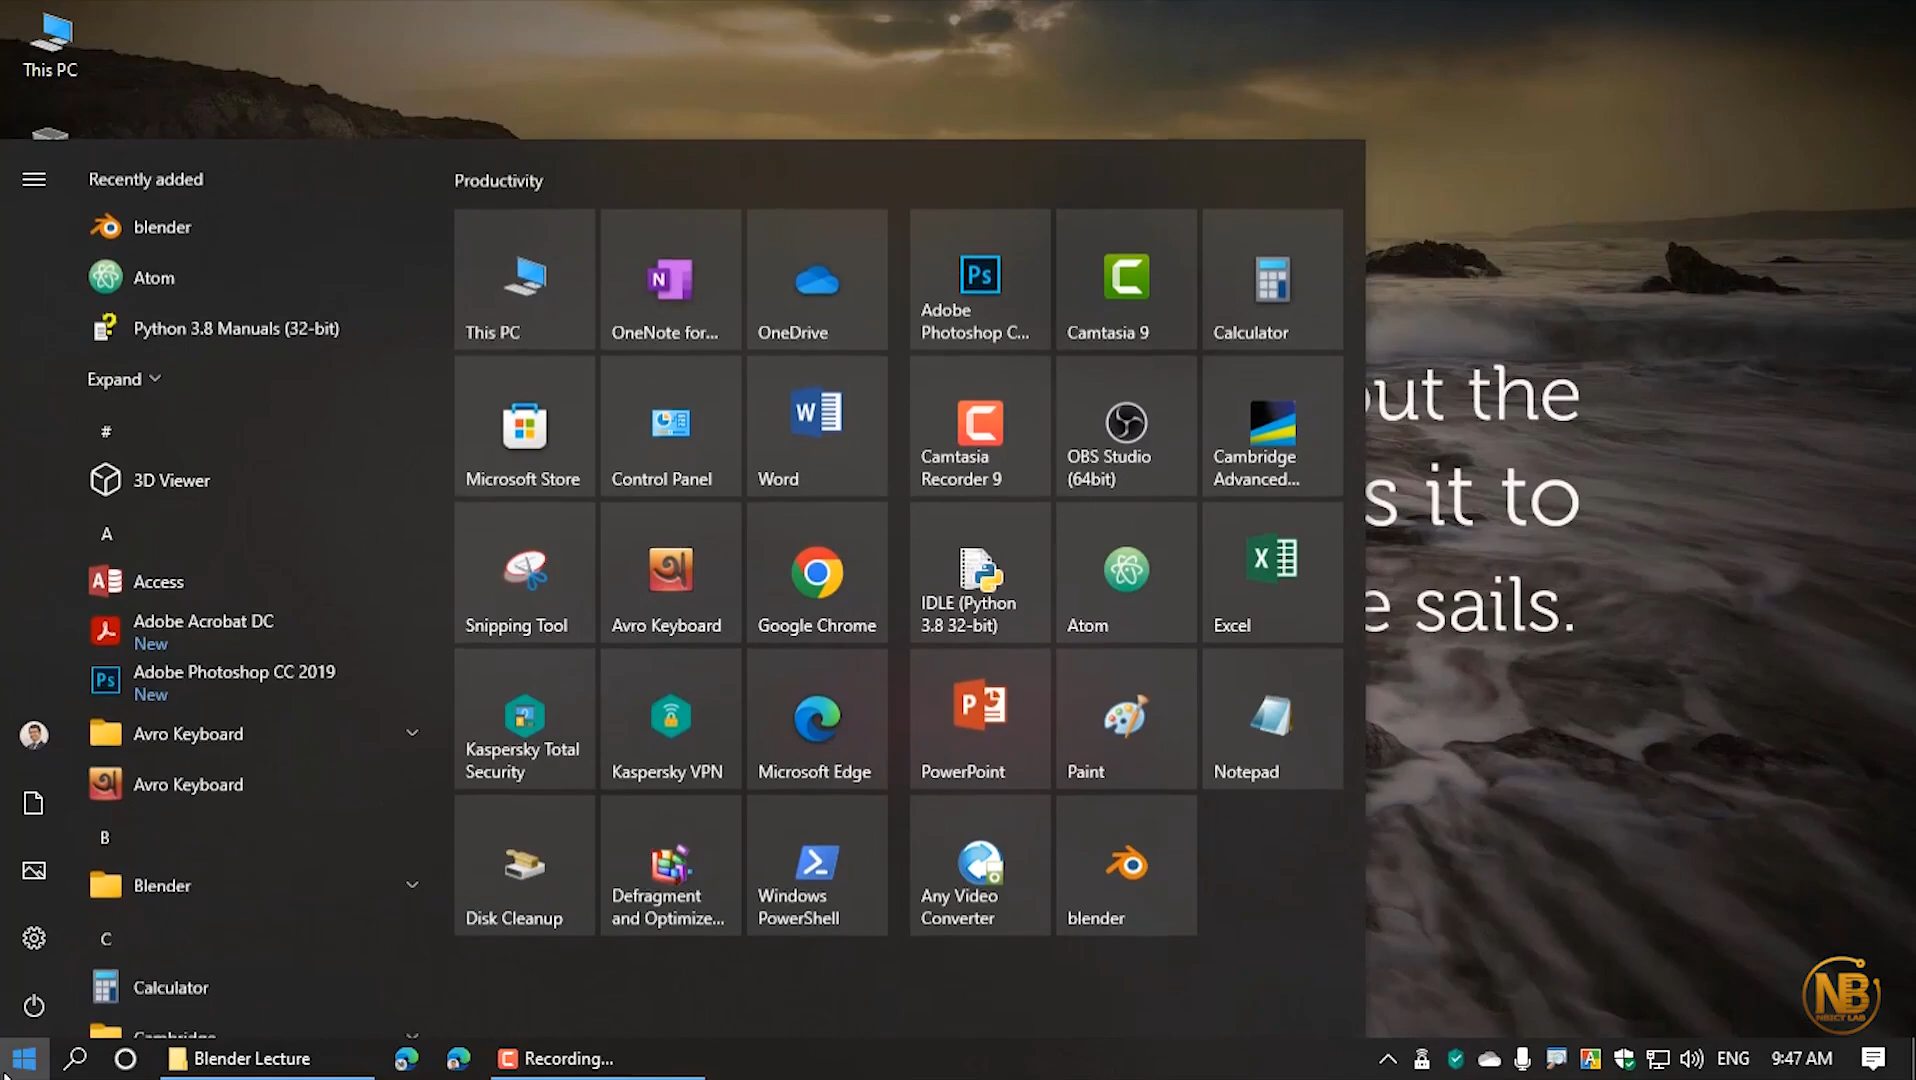 This PC
Recently added
blender
Atom
Python 3.8 Manuals (32-bit)
Expand
#
3D Viewer
A
Access
Adobe Acrobat DC
New
Adobe Photoshop CC 2019
New
Avro Keyboard
Avro Keyboard
B
Blender
C
Calculator
Productivity
This PC
OneNote for...
OneDrive
Adobe
Photoshop C...
Camtasia 9
Calculator
Microsoft Store
Control Panel
Word
Camtasia
Recorder 9
OBS Studio
(64bit)
Cambridge
Advanced...
Snipping Tool
Avro Keyboard
Google Chrome
IDLE (Python
3.8 32-bit)
Atom
Excel
Kaspersky Total
Security
Kaspersky VPN
Microsoft Edge
PowerPoint
Paint
Notepad
Disk Cleanup
Defragment
and Optimize...
Windows
PowerShell
Any Video
Converter
blender
out the
s it to
e sails.
NB
NBICT LAB
Blender Lecture
Recording...
ENG
9:47 AM